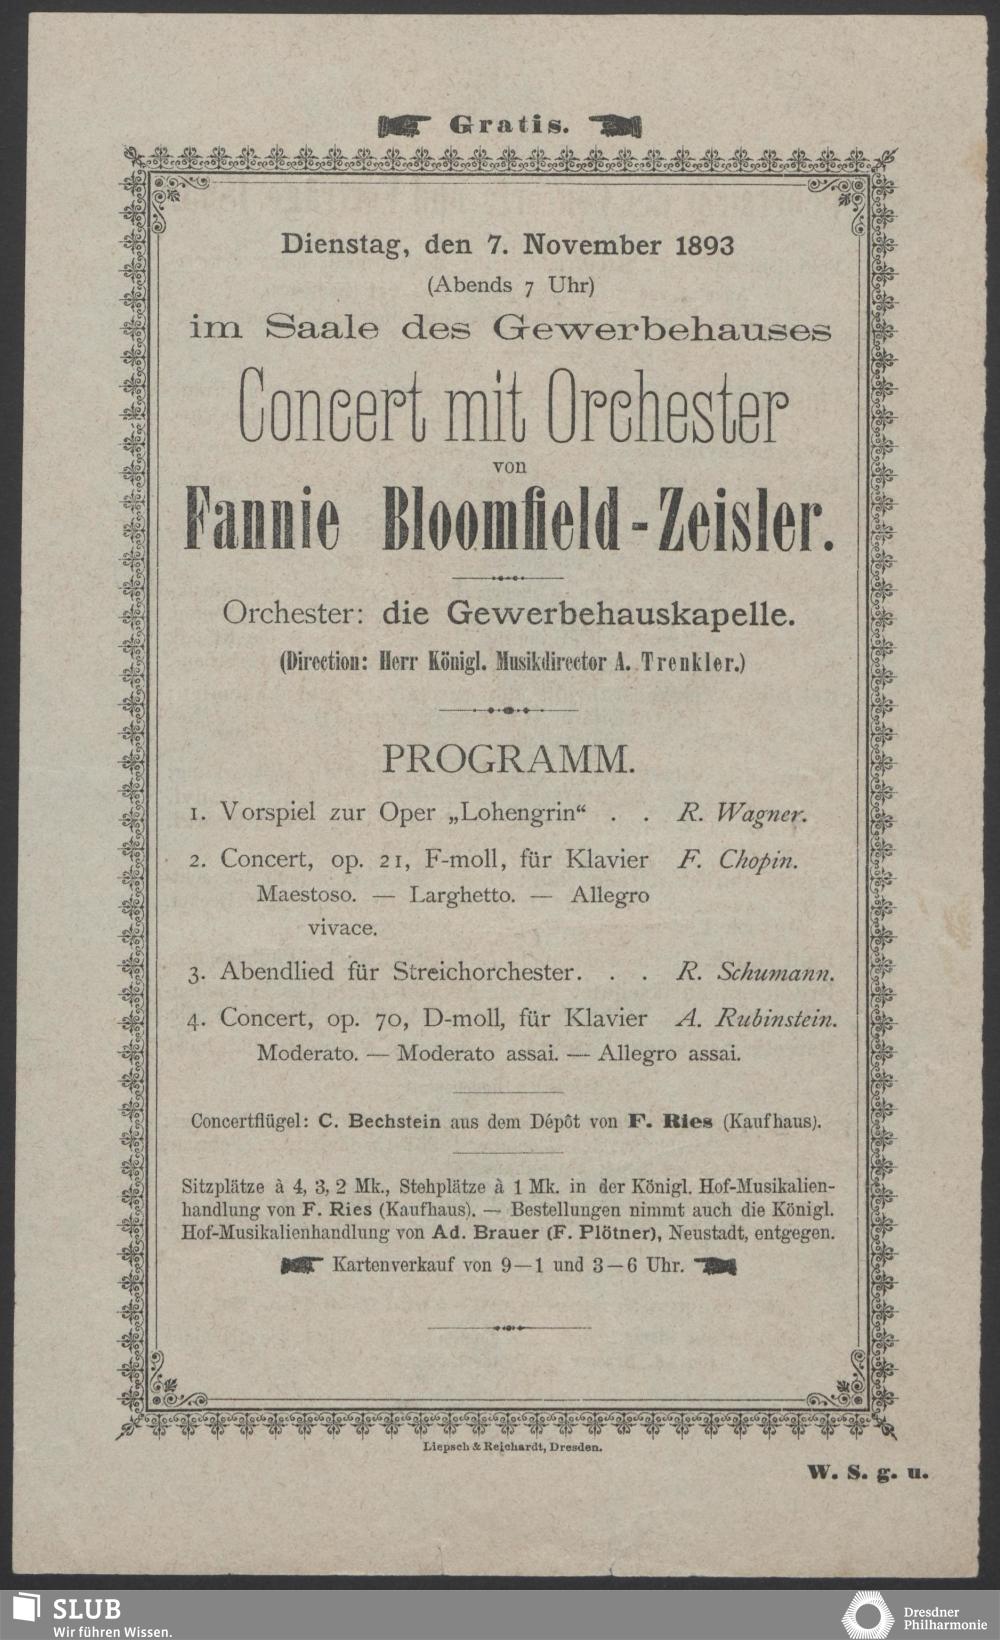 Gratis.
Dienstag, den 7. November 1893
(Abends 7 Uhr)
im Saale des Gewerbehauses
Concert mit Orchester
von
Fannie Bloomfield-Zeisler.
Orchester: die Gewerbehauskapelle.
(Direction: Herr Königl. Musikdirector A. Trenkler.)
PROGRAMM.
1. Vorspiel zur Oper „Lohengrin“ . . R. Wagner.
2. Concert, op. 21, F-moll, für Klavier F. Chopin.
Maestoso. — Larghetto. — Allegro
vivace.
3. Abendlied für Streichorchester. . . R. Schumann.
4. Concert, op. 70, D-moll, für Klavier A. Rubinstein.
Moderato. — Moderato assai. — Allegro assai.
Concertflügel: C. Bechstein aus dem Dépôt von F. Ries (Kaufhaus).
Sitzplätze à 4, 3, 2 Mk., Stehplätze à 1 Mk. in der Königl. Hof-Musikalien-
handlung von F. Ries (Kaufhaus). — Bestellungen nimmt auch die Königl.
Hof-Musikalienhandlung von Ad. Brauer (F. Plötner), Neustadt, entgegen.
Kartenverkauf von 9—1 und 3—6 Uhr.
Liepsch & Reichardt, Dresden.
W. S. g. u.
SLUB
Wir führen Wissen.
Dresdner
Philharmonie